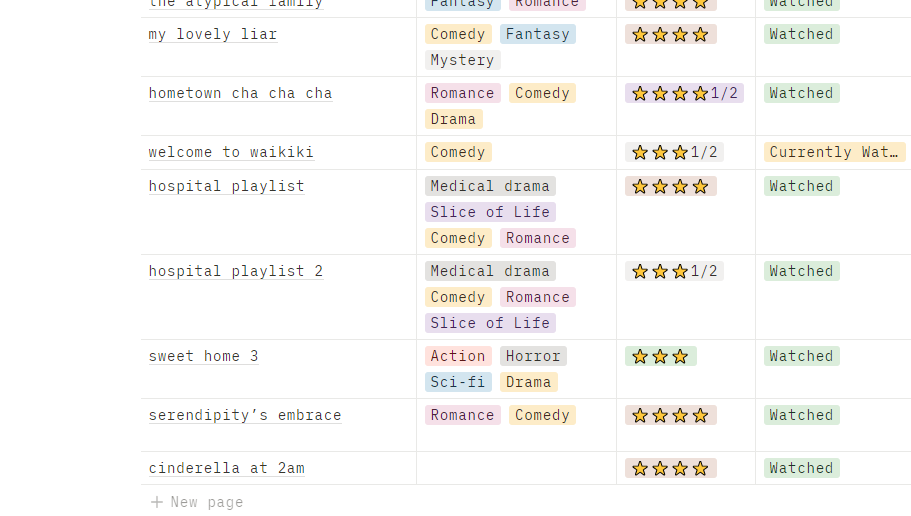 the atypical family Fantasy Romance ⭐⭐⭐⭐ Watched
my lovely liar Comedy Fantasy ⭐⭐⭐⭐ Watched
Mystery
hometown cha cha cha Romance Comedy ⭐⭐⭐⭐1/2 Watched
Drama
welcome to waikiki Comedy ⭐⭐⭐1/2 Currently Wat…
hospital playlist Medical drama ⭐⭐⭐⭐ Watched
Slice of Life
Comedy Romance
hospital playlist 2 Medical drama ⭐⭐⭐1/2 Watched
Comedy Romance
Slice of Life
sweet home 3 Action Horror ⭐⭐⭐ Watched
Sci-fi Drama
serendipity’s embrace Romance Comedy ⭐⭐⭐⭐ Watched
cinderella at 2am ⭐⭐⭐⭐ Watched
+ New page